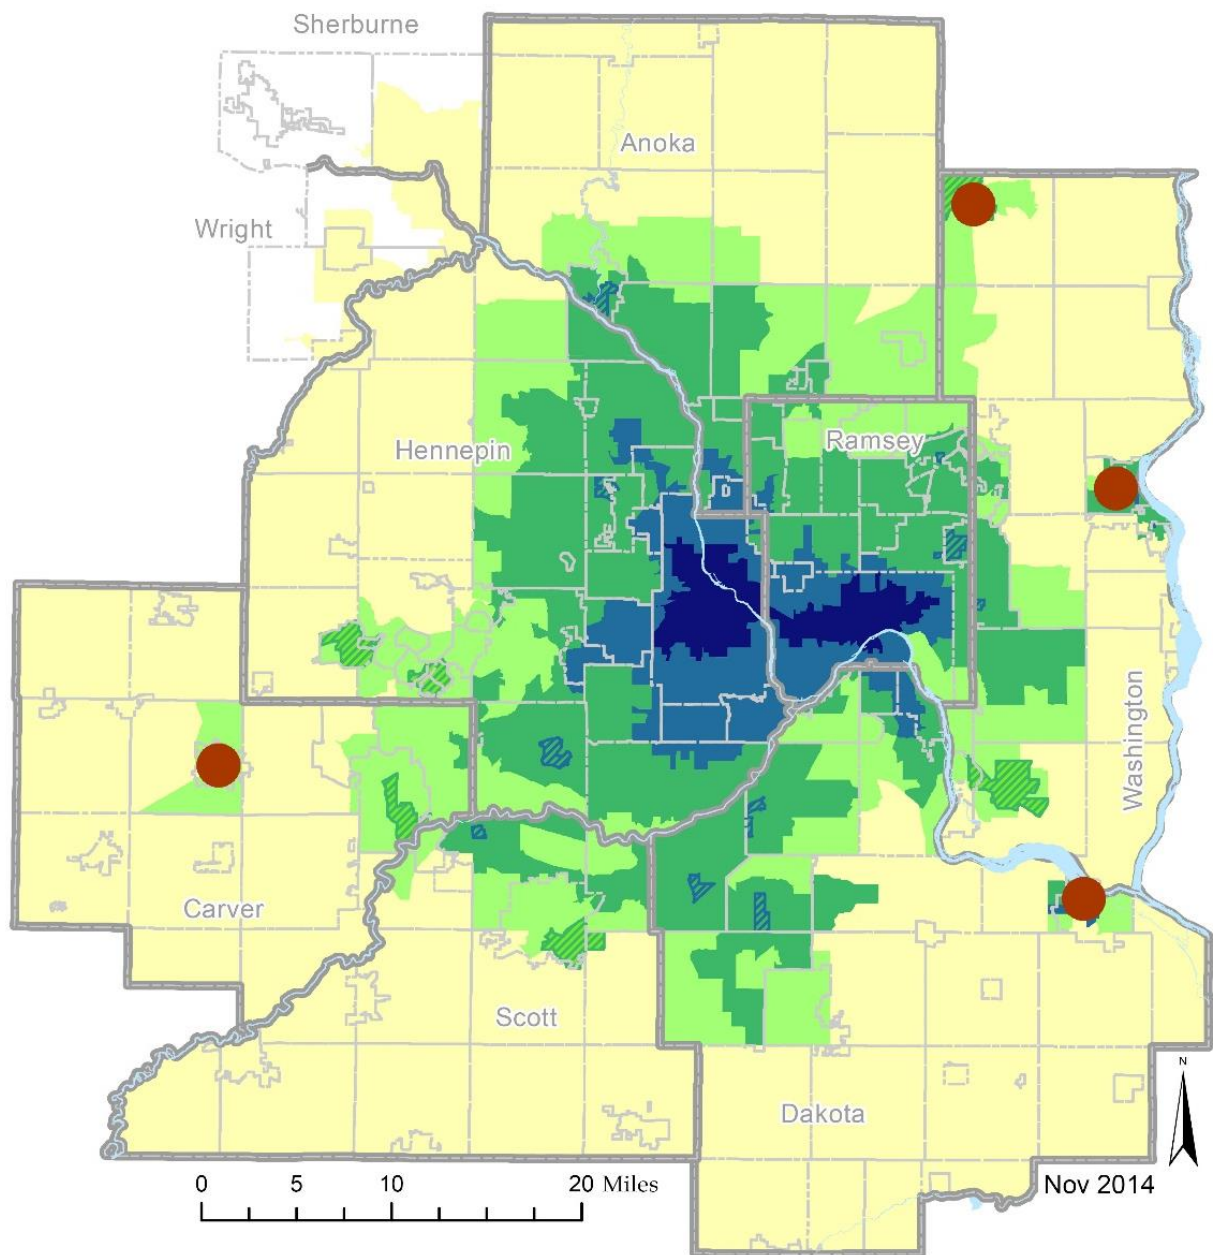 Sherburne
Anoka
Wright
Hennepin
Ramsey
Washington
Carver
Scott
Dakota
N
0 5 10 20 Miles
Nov 2014